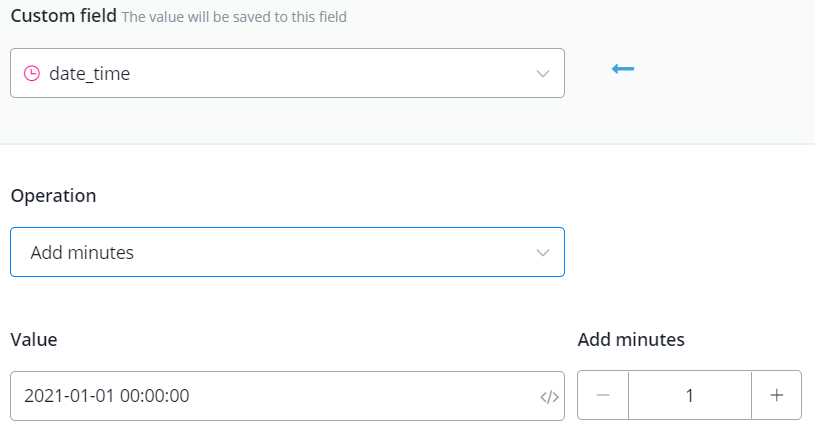 Custom field The value will be saved to this field
date_time
Operation
Add minutes
Value Add minutes
2021-01-01 00:00:00 </> − 1 +